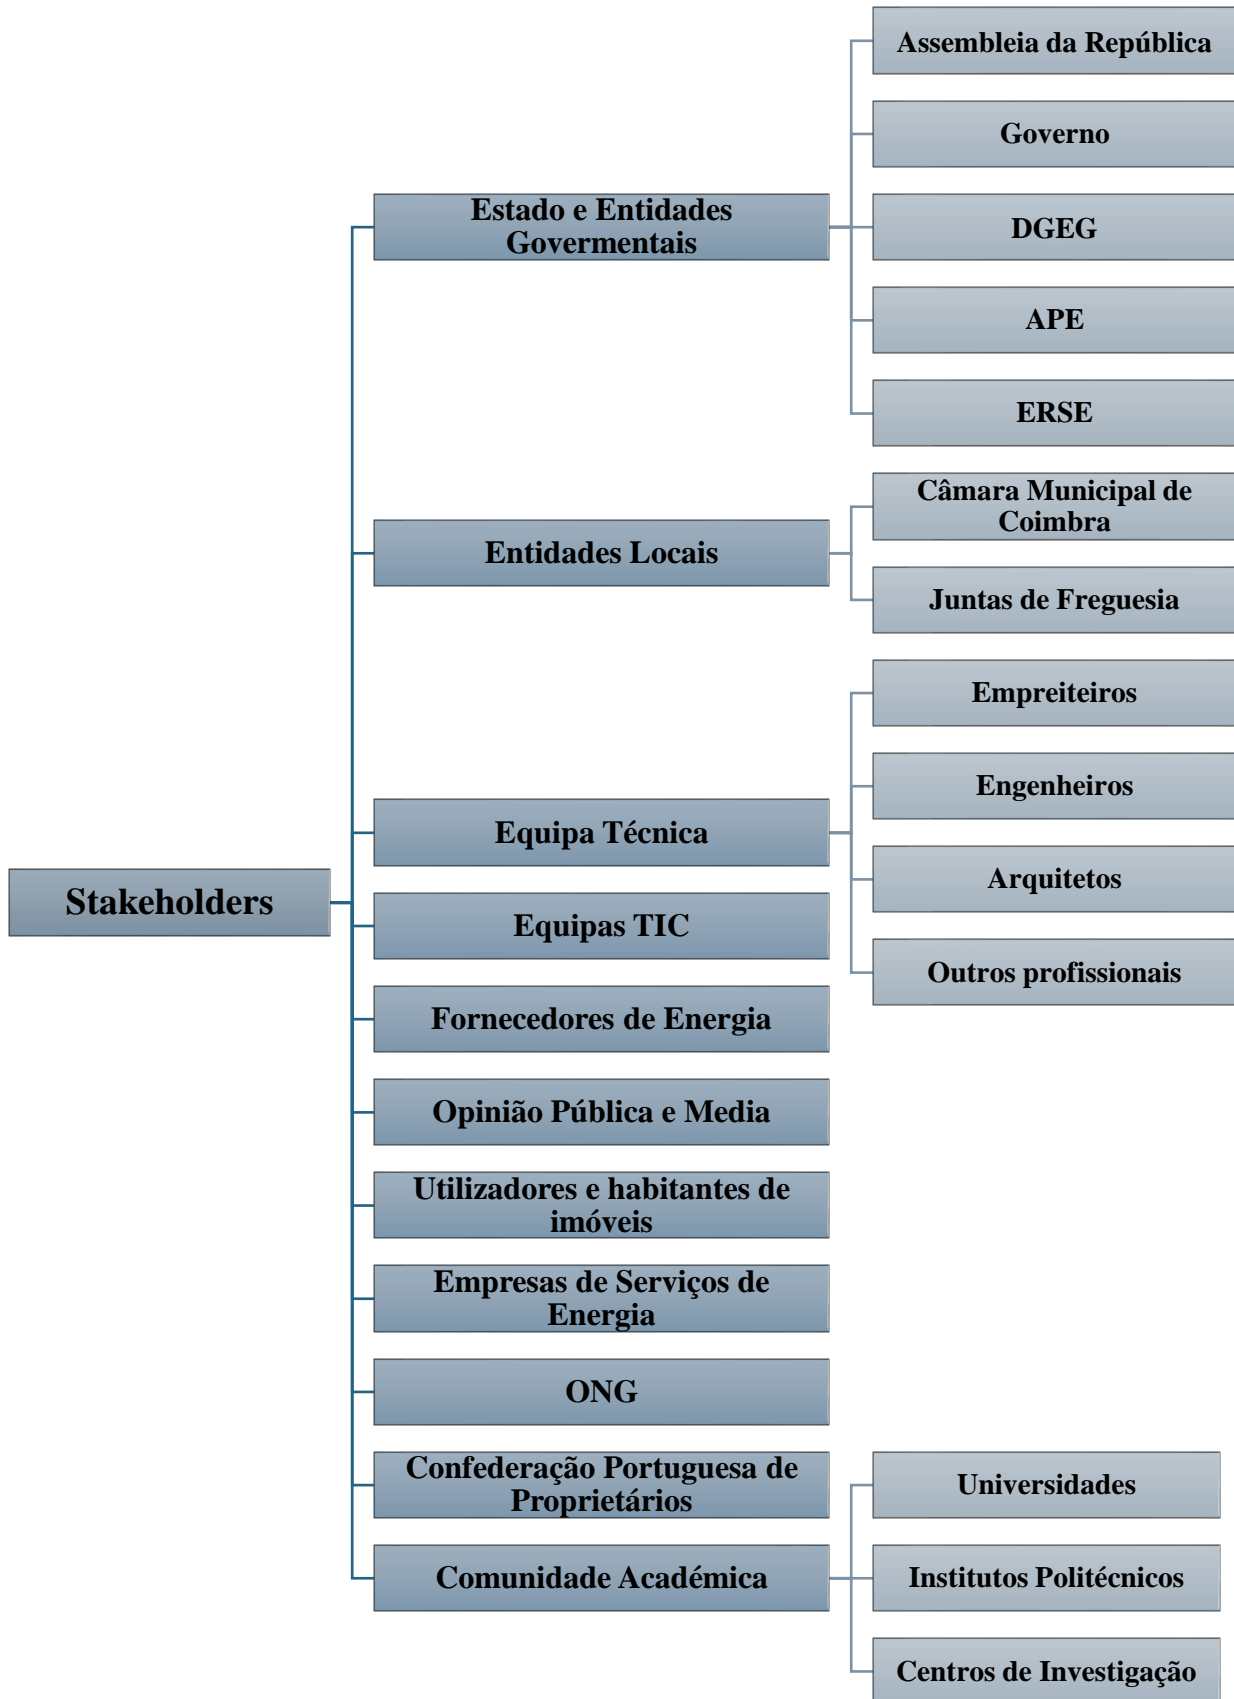 Stakeholders
Estado e Entidades
Govermentais
Assembleia da República
Governo
DGEG
APE
ERSE
Entidades Locais
Câmara Municipal de
Coimbra
Juntas de Freguesia
Equipa Técnica
Empreiteiros
Engenheiros
Arquitetos
Outros profissionais
Equipas TIC
Fornecedores de Energia
Opinião Pública e Media
Utilizadores e habitantes de
imóveis
Empresas de Serviços de
Energia
ONG
Confederação Portuguesa de
Proprietários
Comunidade Académica
Universidades
Institutos Politécnicos
Centros de Investigação